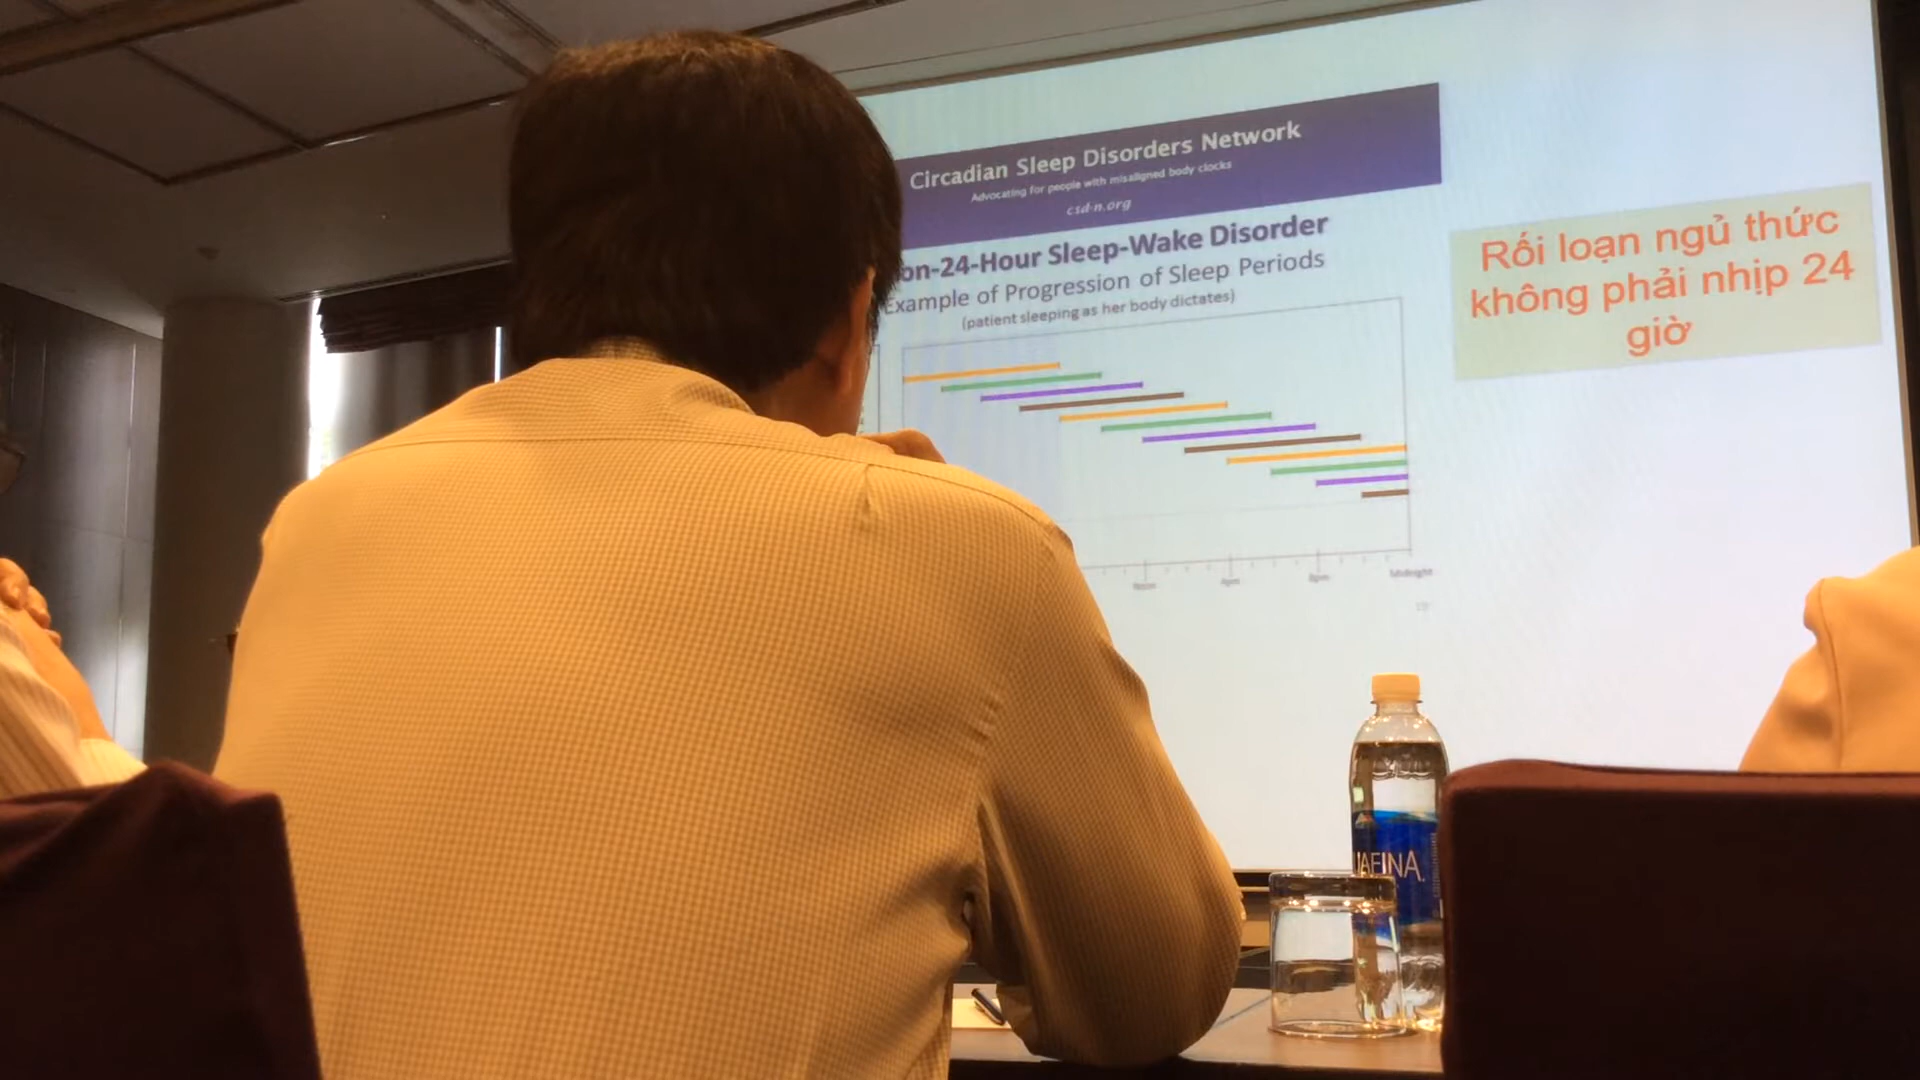 Circadian Sleep Disorders Network
Advocating for people with misaligned body clocks
csd-n.org
on-24-Hour Sleep-Wake Disorder
Example of Progression of Sleep Periods
(patient sleeping as her body dictates)
Noon 4pm 8pm Midnight
Rối loạn ngủ thức
không phải nhịp 24
giờ
UAFINA